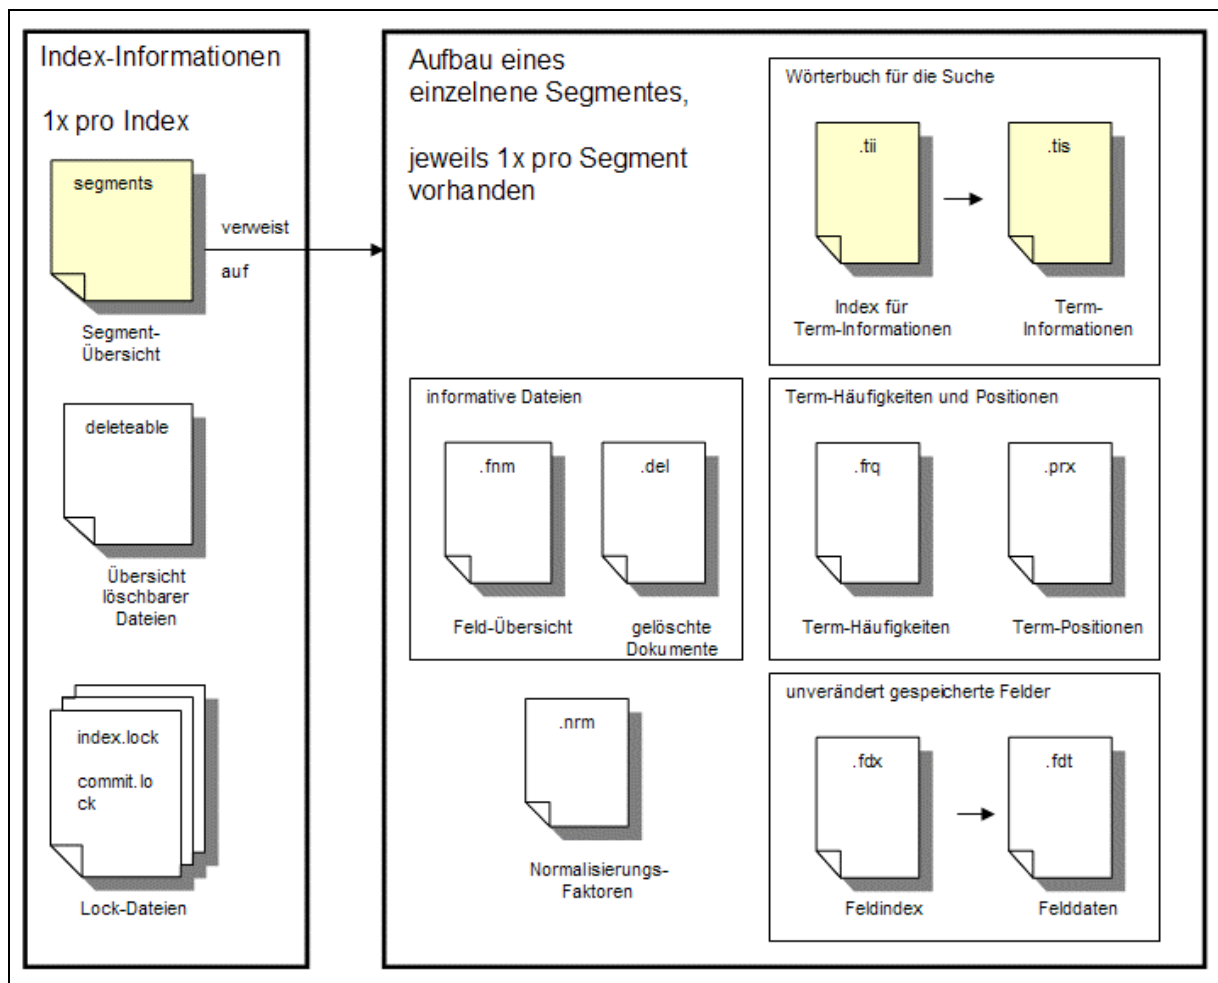 Index-Informationen
1x pro Index
segments
verweist
auf
Segment-
Übersicht
deleteable
Übersicht
löschbarer
Dateien
index.lock
commit.lo
ck
Lock-Dateien
Aufbau eines
einzelnene Segmentes,
jeweils 1x pro Segment
vorhanden
Wörterbuch für die Suche
.tii
.tis
Index für
Term-Informationen
Term-
Informationen
informative Dateien
.fnm
.del
Feld-Übersicht
gelöschte
Dokumente
Term-Häufigkeiten und Positionen
.frq
.prx
Term-Häufigkeiten
Term-Positionen
.nrm
Normalisierungs-
Faktoren
unverändert gespeicherte Felder
.fdx
.fdt
Feldindex
Felddaten